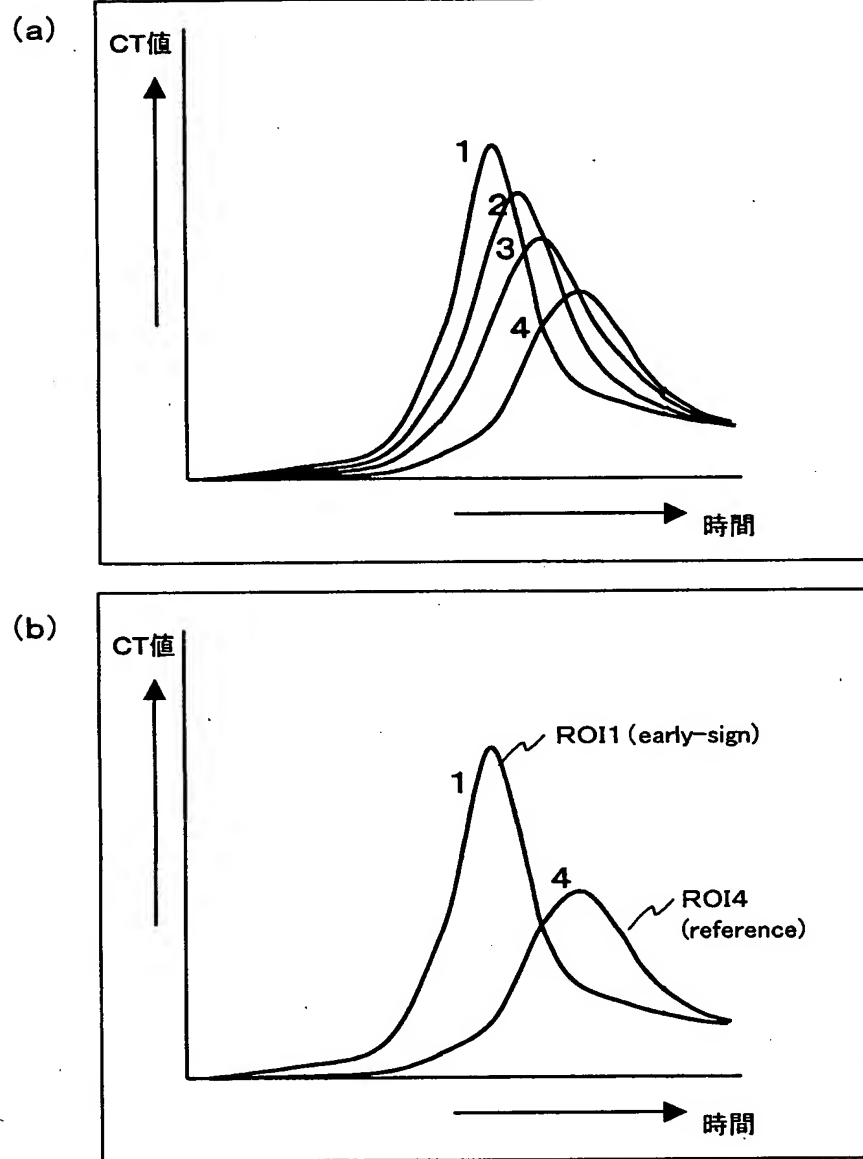 (a)
CT値
1
2
3
4
時間
(b)
CT値
ROI1 (early-sign)
1
4
ROI4
(reference)
時間